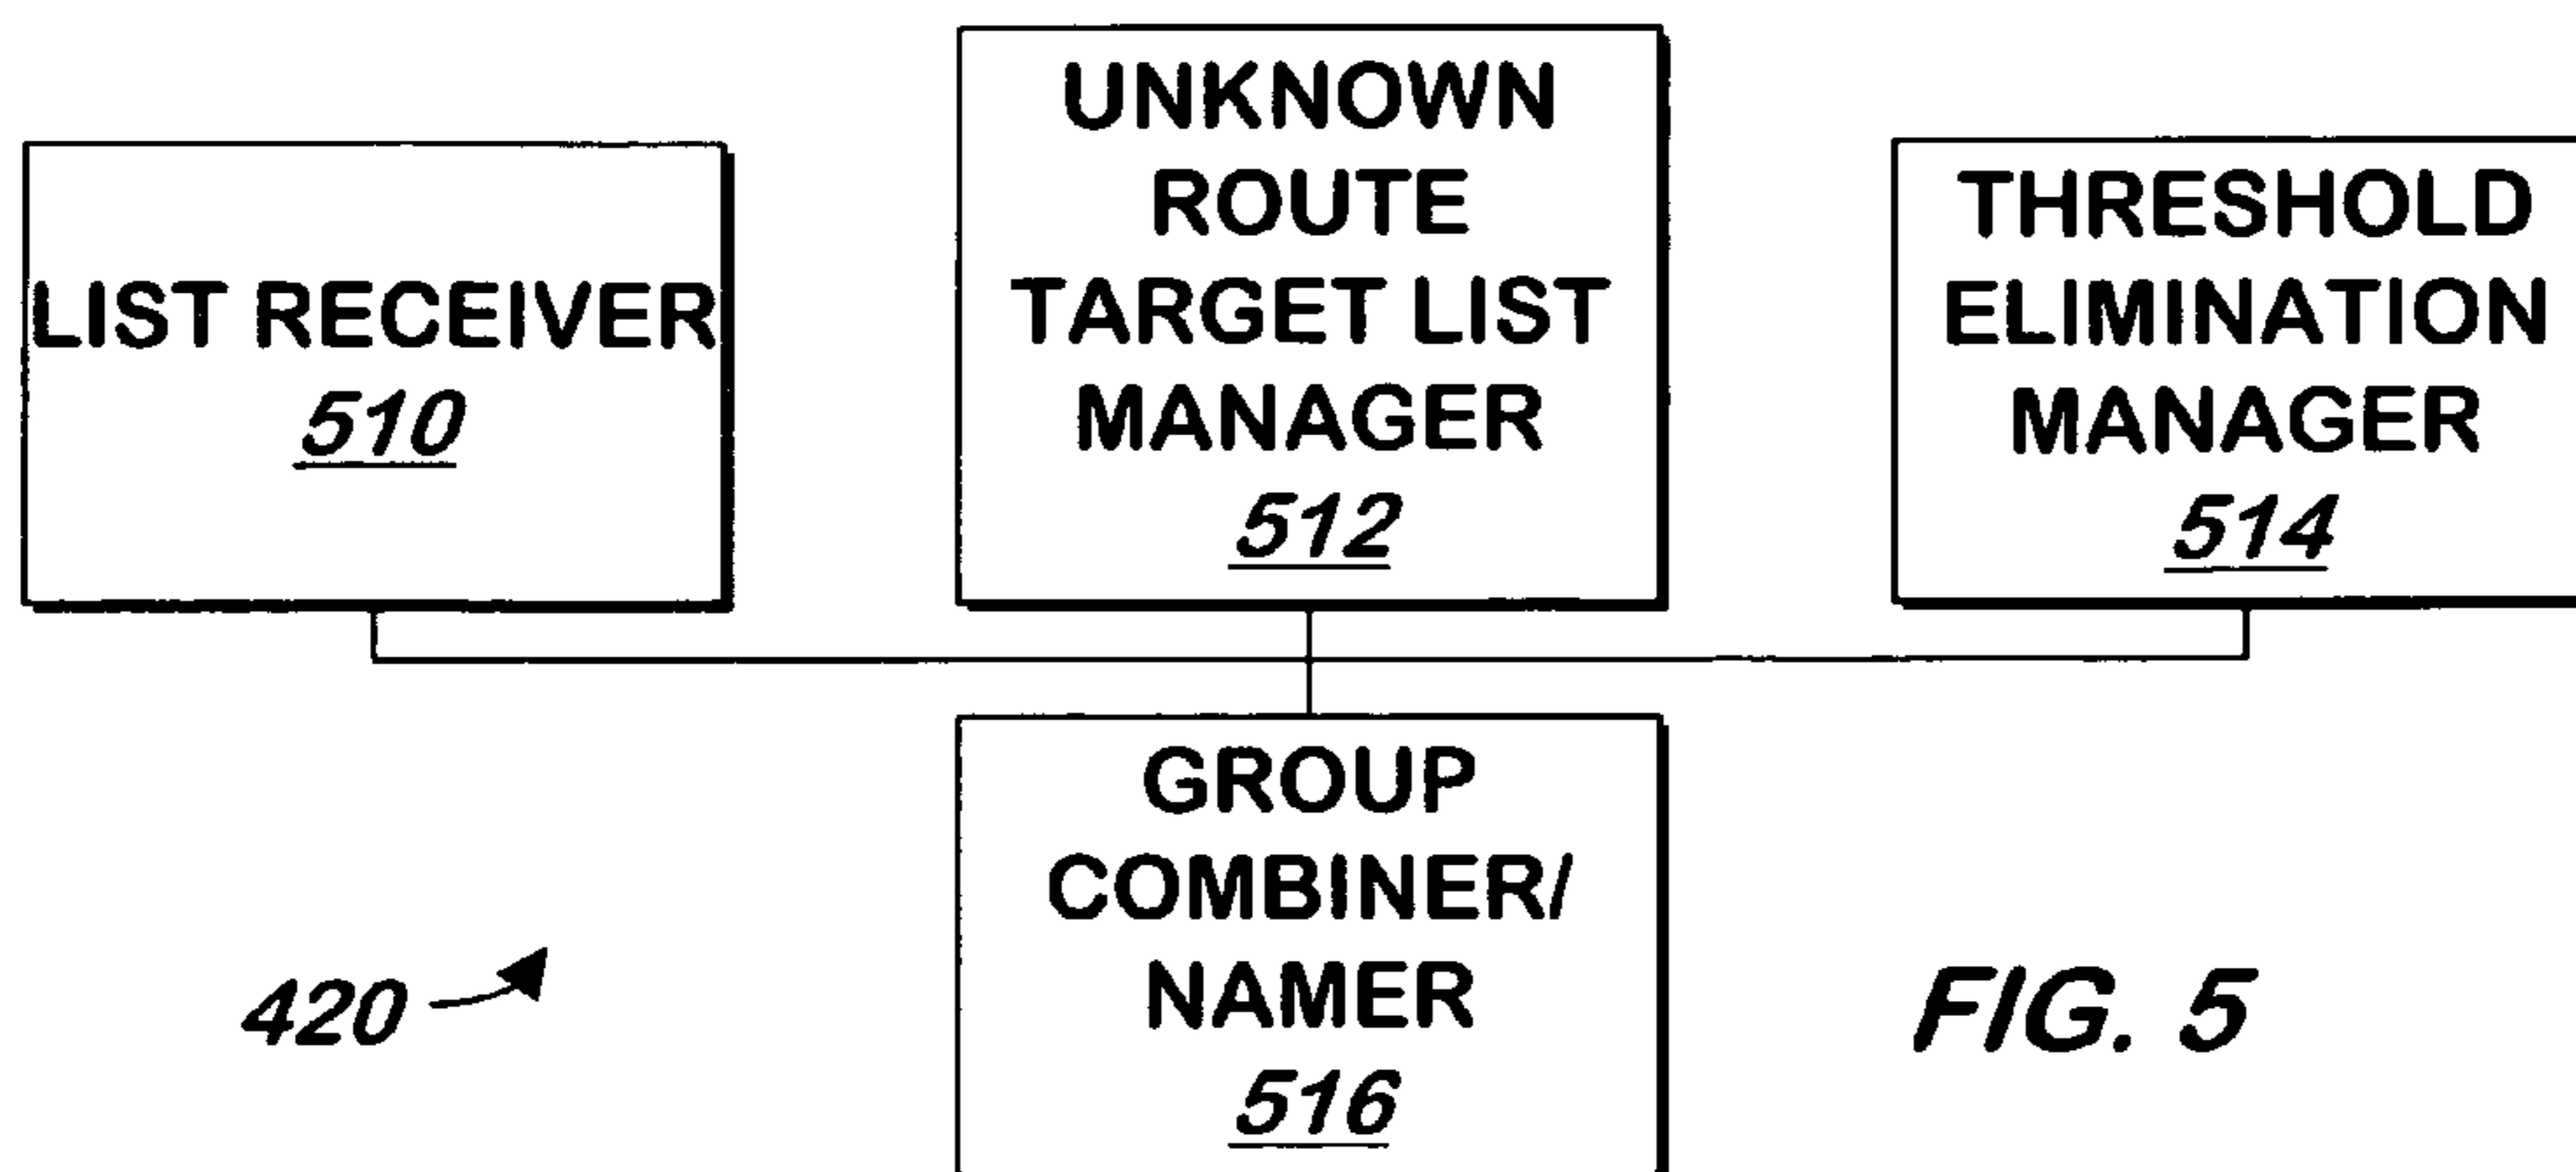 LIST RECEIVER
510
UNKNOWN
ROUTE
TARGET LIST
MANAGER
512
THRESHOLD
ELIMINATION
MANAGER
514
GROUP
COMBINER/
NAMER
516
420
FIG. 5